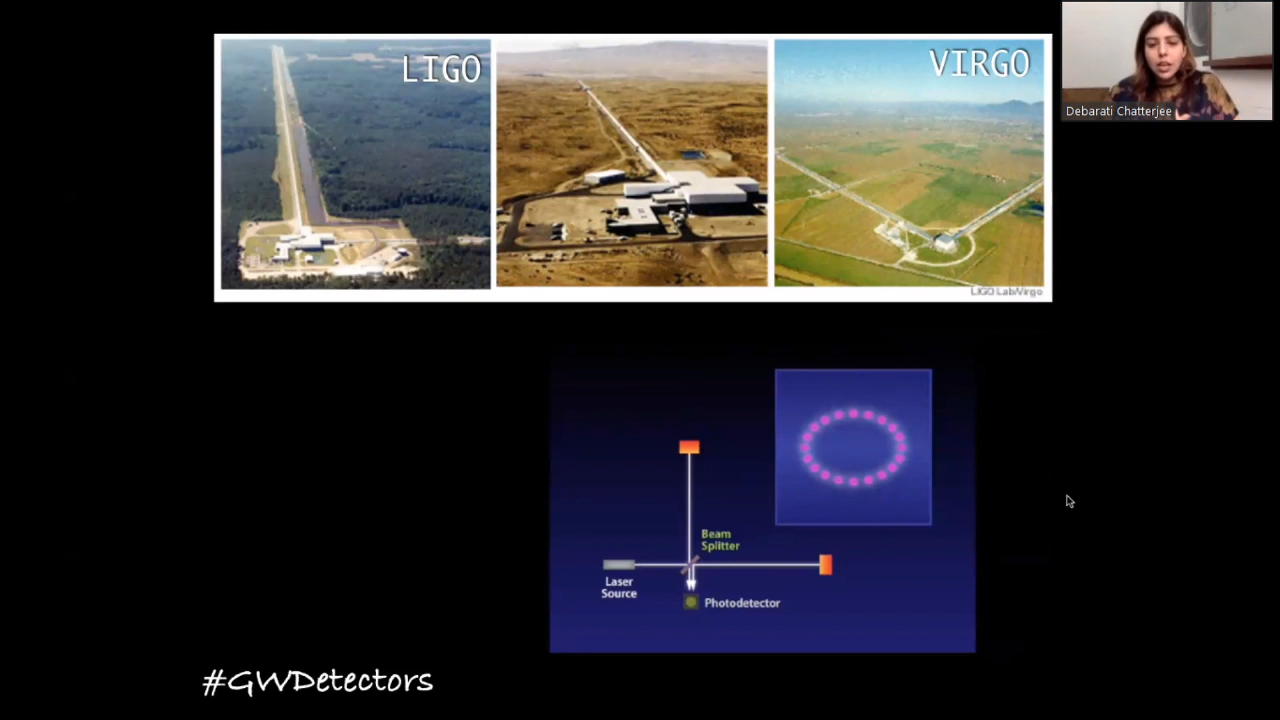 LIGO
VIRGO
Debarati Chatterjee
LIGO Lab/Virgo
Beam
Splitter
Laser
Source
Photodetector
#GWDetectors